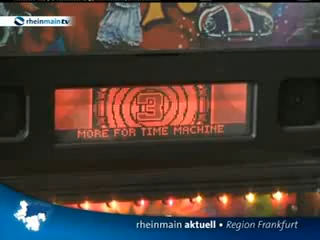 rheinmaintv
3
MORE FOR TIME MACHINE
rheinmain aktuell • Region Frankfurt